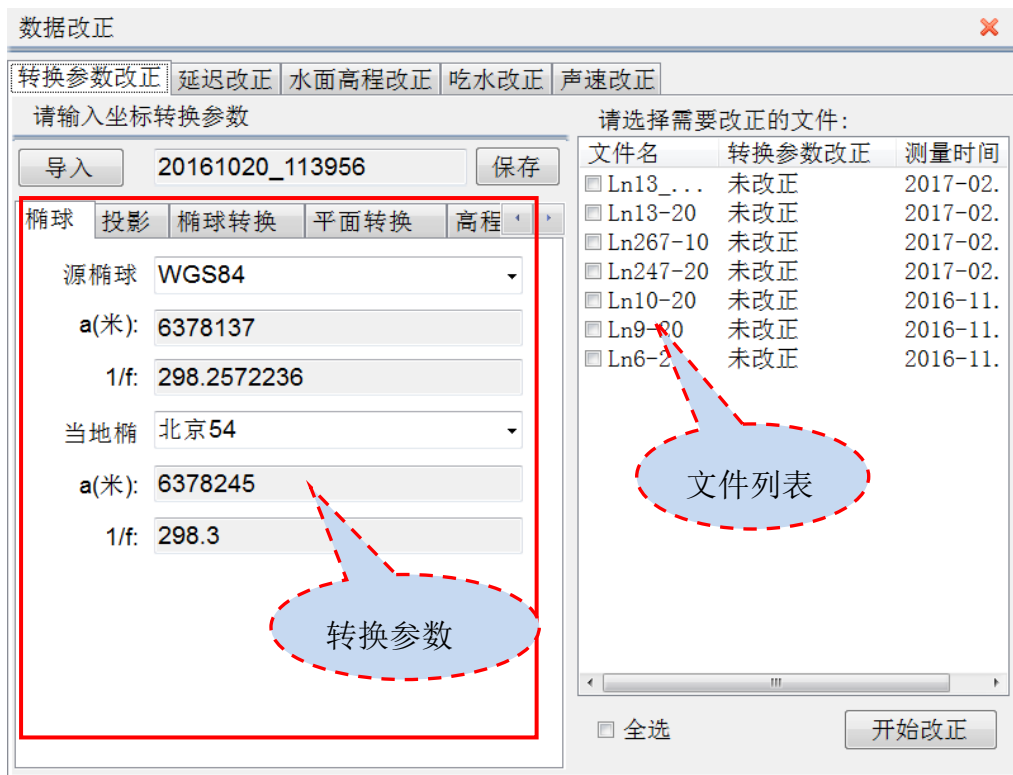 数据改正
转换参数改正 延迟改正 水面高程改正 吃水改正 声速改正
请输入坐标转换参数
导入 20161020_113956 保存
椭球 投影 椭球转换 平面转换 高程
源椭球 WGS84
a(米): 6378137
1/f: 298.2572236
当地椭 北京54
a(米): 6378245
1/f: 298.3
转换参数
请选择需要改正的文件:
文件名 转换参数改正 测量时间
Ln13_... 未改正 2017-02.
Ln13-20 未改正 2017-02.
Ln267-10 未改正 2017-02.
Ln247-20 未改正 2017-02.
Ln10-20 未改正 2016-11.
Ln9-20 未改正 2016-11.
Ln6-2 未改正 2016-11.
文件列表
全选 开始改正